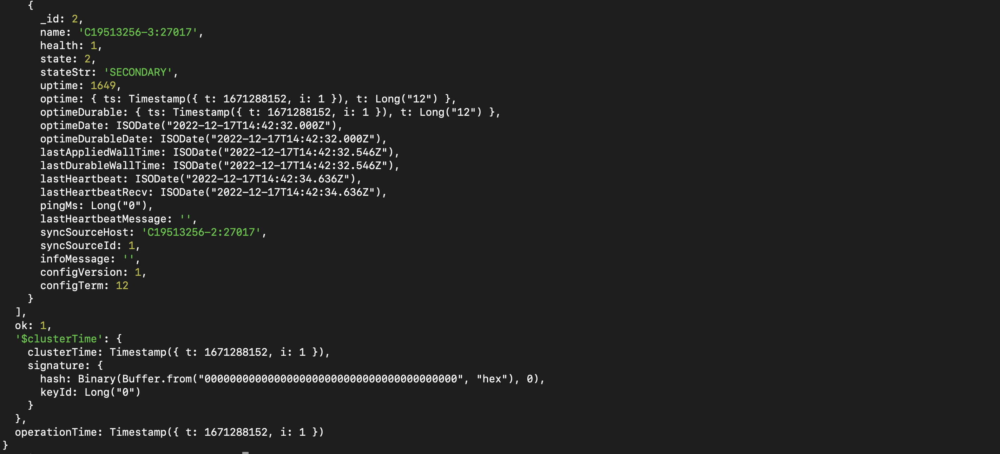 {
_id: 2,
name: 'C19513256-3:27017',
health: 1,
state: 2,
stateStr: 'SECONDARY',
uptime: 1649,
optime: { ts: Timestamp({ t: 1671288152, i: 1 }), t: Long("12") },
optimeDurable: { ts: Timestamp({ t: 1671288152, i: 1 }), t: Long("12") },
optimeDate: ISODate("2022-12-17T14:42:32.000Z"),
optimeDurableDate: ISODate("2022-12-17T14:42:32.000Z"),
lastAppliedWallTime: ISODate("2022-12-17T14:42:32.546Z"),
lastDurableWallTime: ISODate("2022-12-17T14:42:32.546Z"),
lastHeartbeat: ISODate("2022-12-17T14:42:34.636Z"),
lastHeartbeatRecv: ISODate("2022-12-17T14:42:34.636Z"),
pingMs: Long("0"),
lastHeartbeatMessage: '',
syncSourceHost: 'C19513256-2:27017',
syncSourceId: 1,
infoMessage: '',
configVersion: 1,
configTerm: 12
}
],
ok: 1,
'$clusterTime': {
clusterTime: Timestamp({ t: 1671288152, i: 1 }),
signature: {
hash: Binary(Buffer.from("0000000000000000000000000000000000000000", "hex"), 0),
keyId: Long("0")
}
},
operationTime: Timestamp({ t: 1671288152, i: 1 })
}